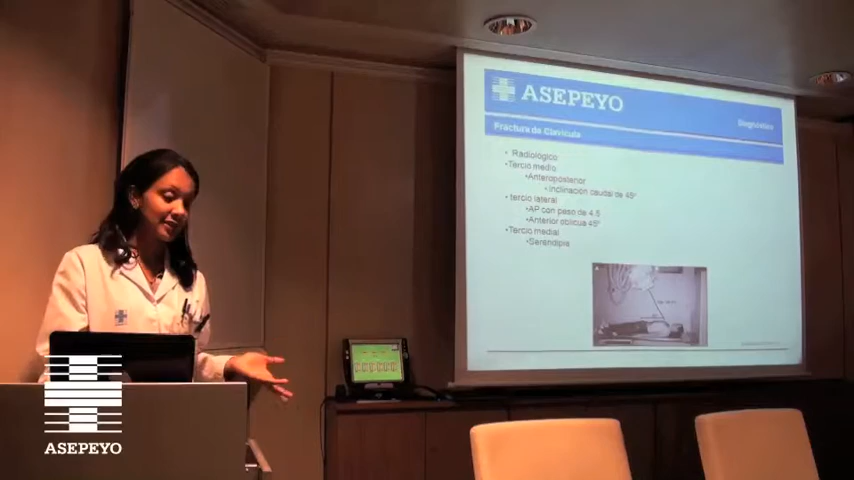 ASEPEYO
Diagnóstico
Fractura de Clavícula
• Radiológico
• Tercio medio
• Anteroposterior
• Inclinación caudal de 45º
• tercio lateral
• AP con peso de 4.5
• Anterior oblicua 45º
• Tercio medial
• Serendipia
ASEPEYO